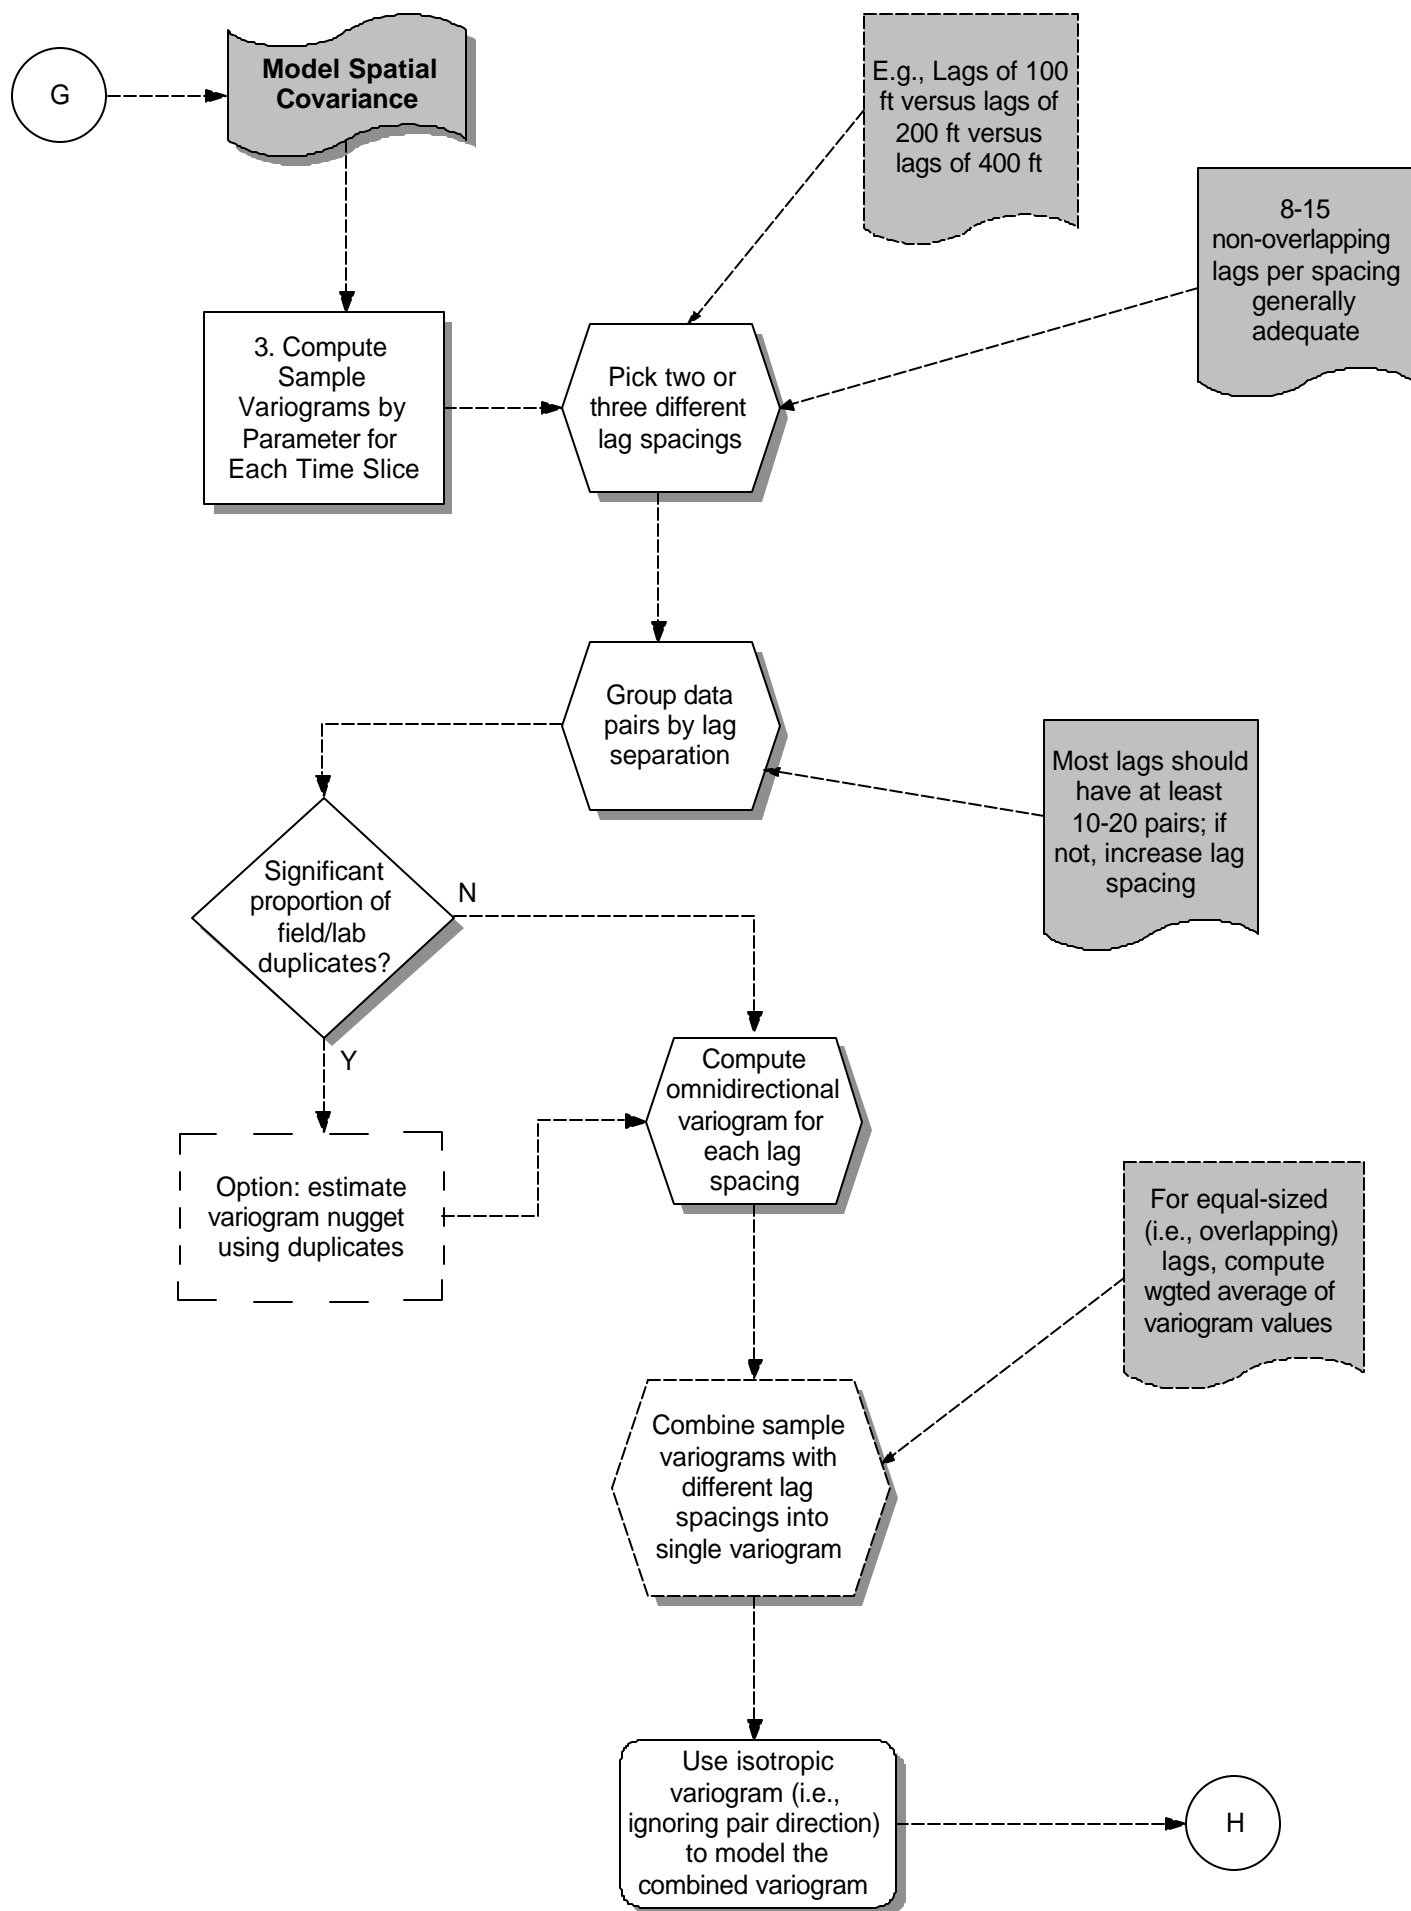 G
Model Spatial
Covariance
E.g., Lags of 100
ft versus lags of
200 ft versus
lags of 400 ft
8-15
non-overlapping
lags per spacing
generally
adequate
3. Compute
Sample
Variograms by
Parameter for
Each Time Slice
Pick two or
three different
lag spacings
Group data
pairs by lag
separation
Most lags should
have at least
10-20 pairs; if
not, increase lag
spacing
Significant
proportion of
field/lab
duplicates?
N
Y
Compute
omnidirectional
variogram for
each lag
spacing
Option: estimate
variogram nugget
using duplicates
For equal-sized
(i.e., overlapping)
lags, compute
wgted average of
variogram values
Combine sample
variograms with
different lag
spacings into
single variogram
Use isotropic
variogram (i.e.,
ignoring pair direction)
to model the
combined variogram
H